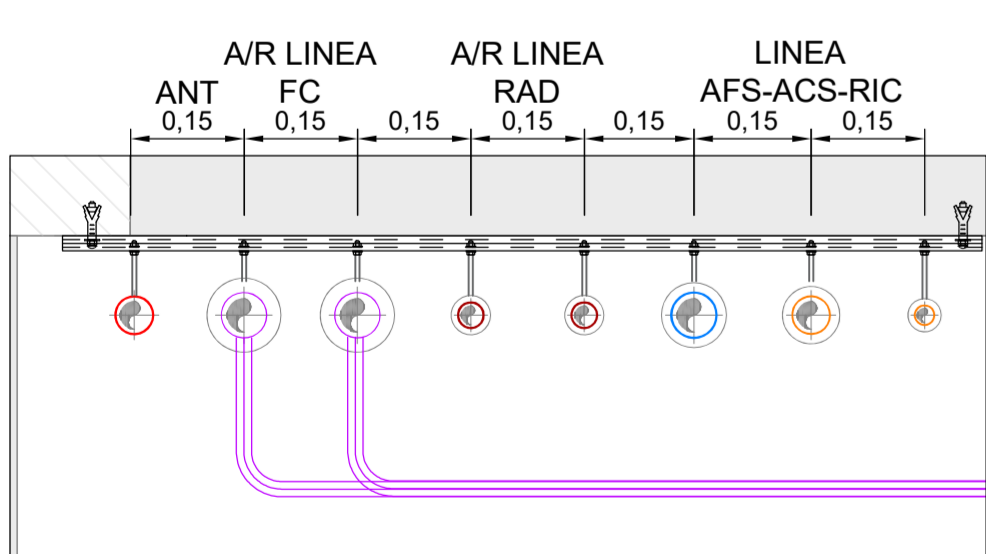 A/R LINEA A/R LINEA LINEA
ANT FC RAD AFS-ACS-RIC
0,15 0,15 0,15 0,15 0,15 0,15 0,15